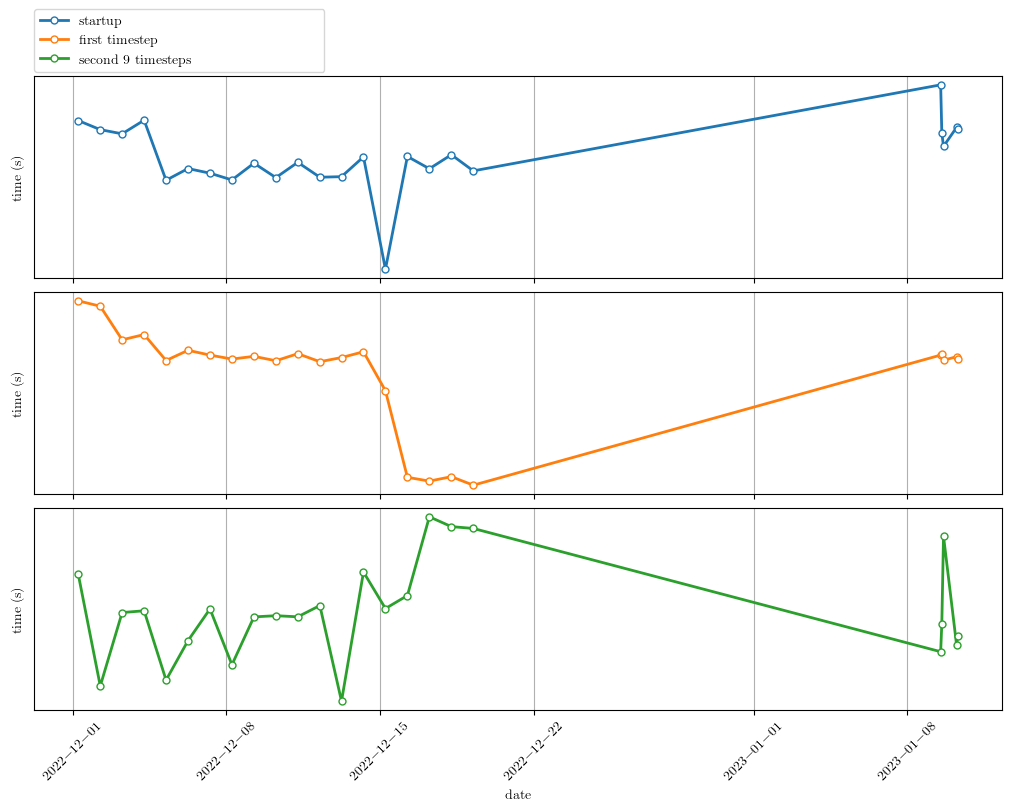 startup
first timestep
second 9 timesteps
time (s)
time (s)
time (s)
2022−12−01
2022−12−08
2022−12−15
2022−12−22
2023−01−01
2023−01−08
date